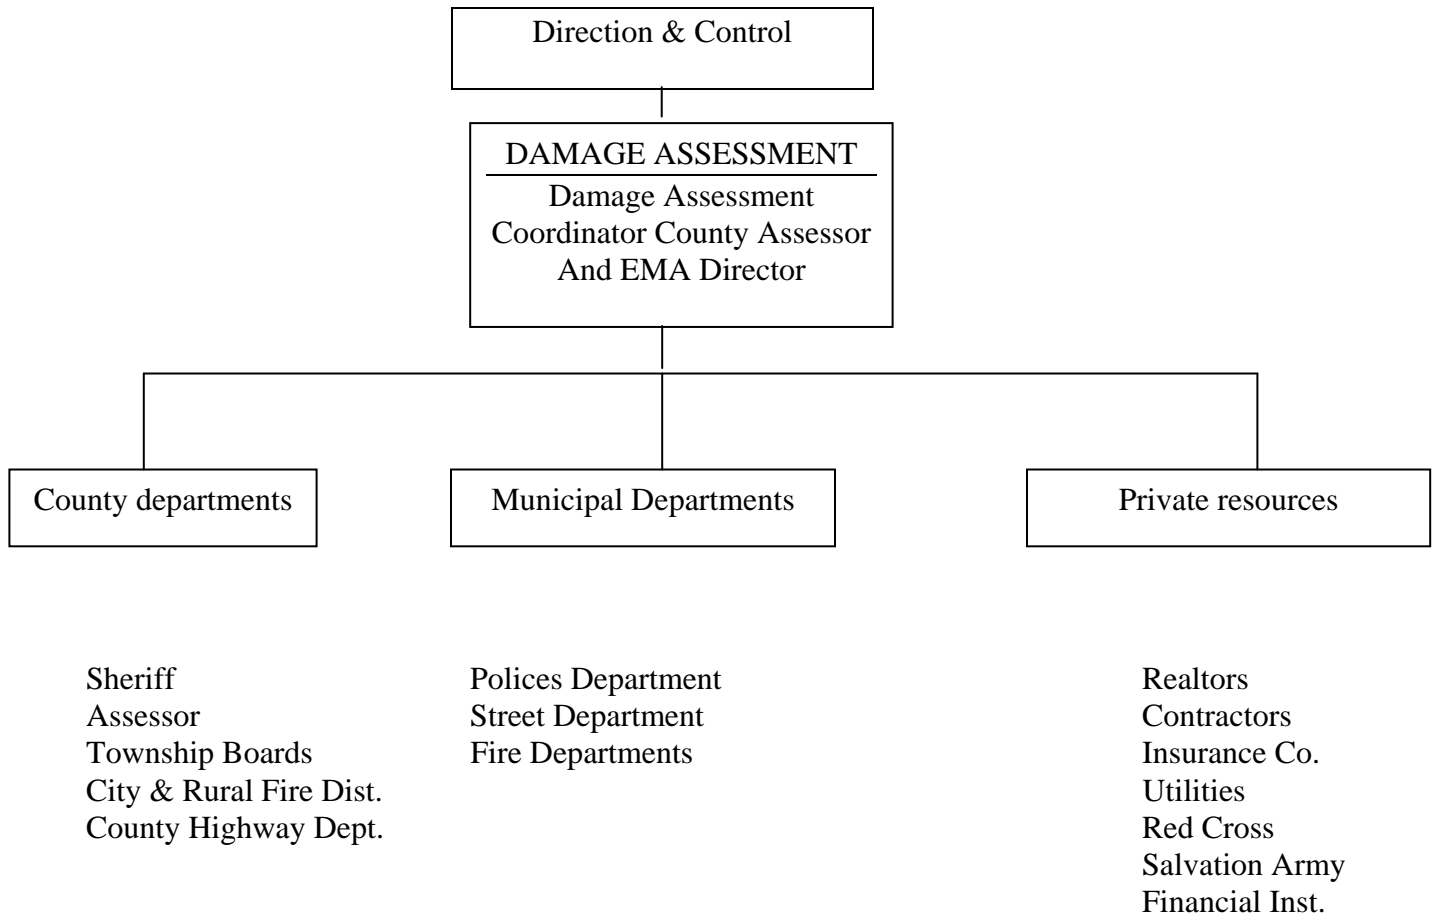 Direction & Control
DAMAGE ASSESSMENT
Damage Assessment
Coordinator County Assessor
And EMA Director
County departments
Municipal Departments
Private resources
Sheriff
Assessor
Township Boards
City & Rural Fire Dist.
County Highway Dept.
Polices Department
Street Department
Fire Departments
Realtors
Contractors
Insurance Co.
Utilities
Red Cross
Salvation Army
Financial Inst.